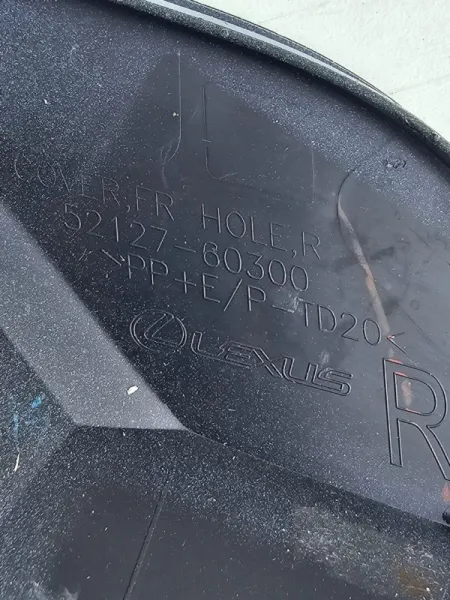 COVER,FR HOLE,R
52127-60300
>PP+E/P-TD20<
LEXUS
R